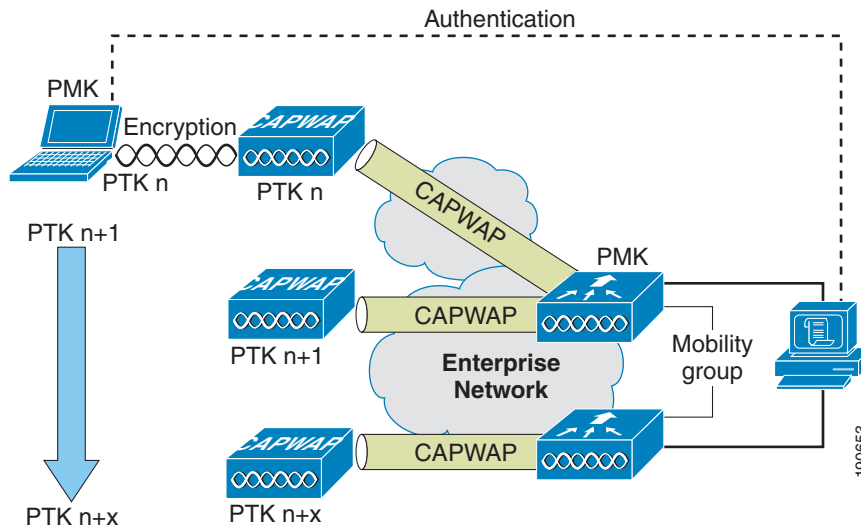 Authentication
PMK
Encryption
CAPWAP
PTK n
PTK n
CAPWAP
PMK
PTK n+1
CAPWAP
CAPWAP
PTK n+1
Enterprise
Network
Mobility
group
CAPWAP
CAPWAP
PTK n+x
PTK n+x
190653